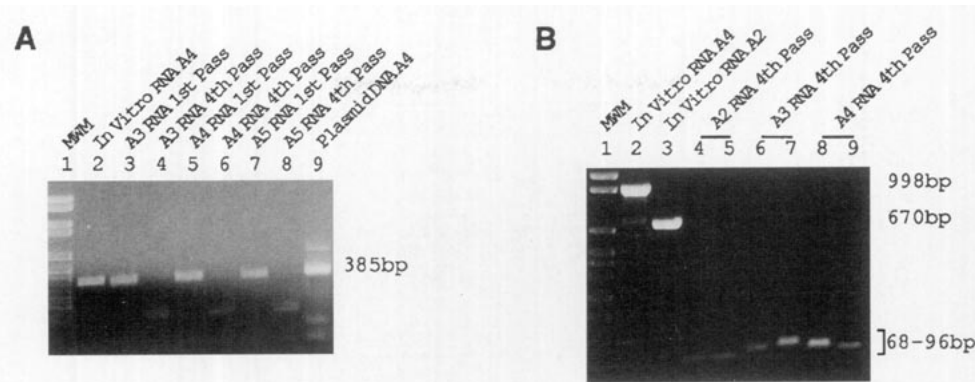 A
MWM
In Vitro RNA A4
A3 RNA 1st Pass
A3 RNA 4th Pass
A4 RNA 1st Pass
A4 RNA 4th Pass
A5 RNA 1st Pass
A5 RNA 4th Pass
PlasmidDNA A4
1 2 3 4 5 6 7 8 9
385bp
B
MWM
In Vitro RNA A4
In Vitro RNA A2
A2 RNA 4th Pass
A3 RNA 4th Pass
A4 RNA 4th Pass
1 2 3 4 5 6 7 8 9
998bp
670bp
68-96bp